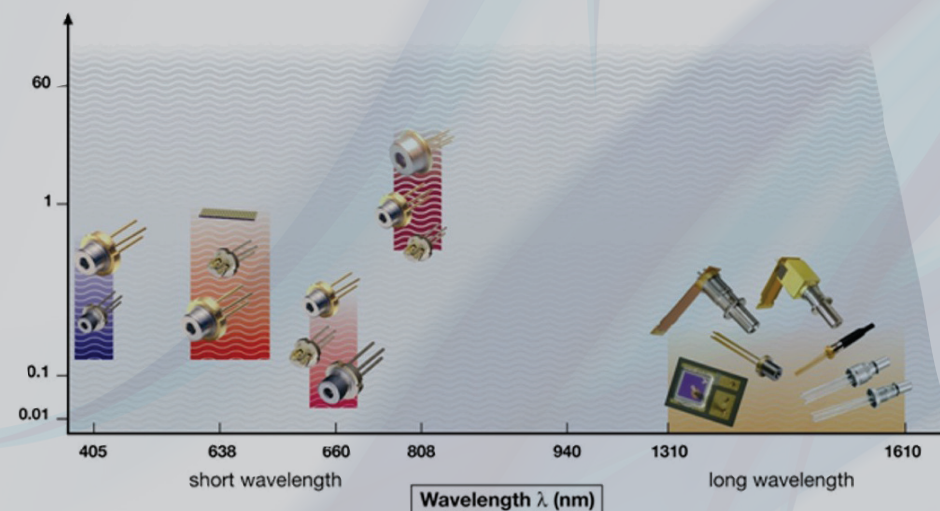 60
1
0.1
0.01
405 638 660 808 940 1310 1610
short wavelength long wavelength
Wavelength λ (nm)